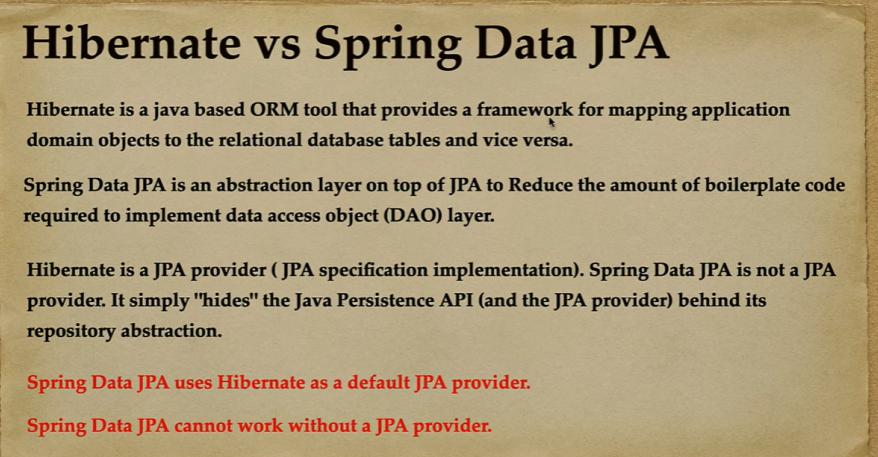 Hibernate vs Spring Data JPA
Hibernate is a java based ORM tool that provides a framework for mapping application
domain objects to the relational database tables and vice versa.
Spring Data JPA is an abstraction layer on top of JPA to Reduce the amount of boilerplate code
required to implement data access object (DAO) layer.
Hibernate is a JPA provider ( JPA specification implementation). Spring Data JPA is not a JPA
provider. It simply "hides" the Java Persistence API (and the JPA provider) behind its
repository abstraction.
Spring Data JPA uses Hibernate as a default JPA provider.
Spring Data JPA cannot work without a JPA provider.